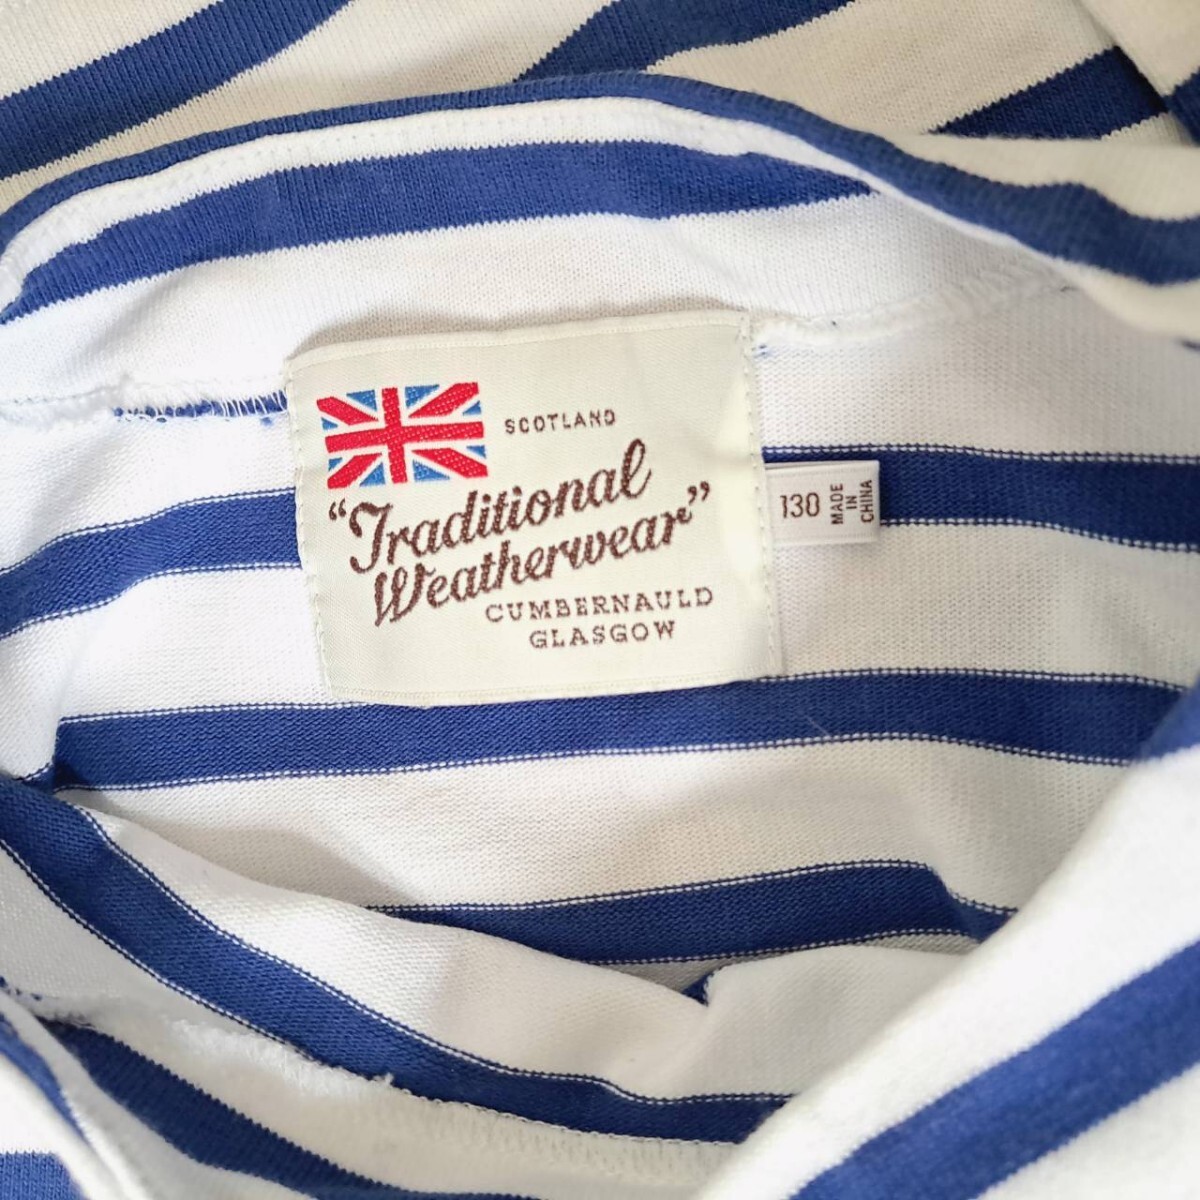 SCOTLAND
"Traditional
Weatherwear"
CUMBERNAULD
GLASGOW
130
MADE
IN
CHINA